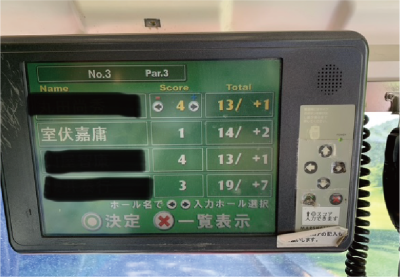 No.3 Par.3
Name Score Total
4 13/ +1
室伏嘉庸 1 14/ +2
4 13/ +1
3 19/ +7
ホール名で 入力ホール選択
決定 一覧表示